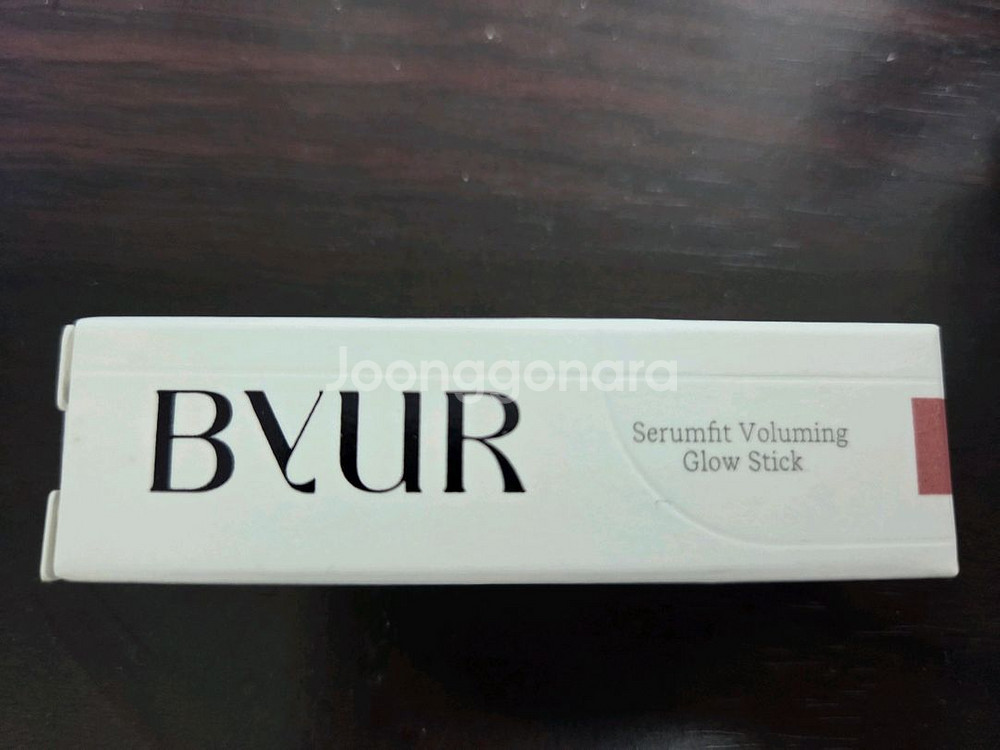 Joonggonara
BYUR
Serumfit Voluming
Glow Stick